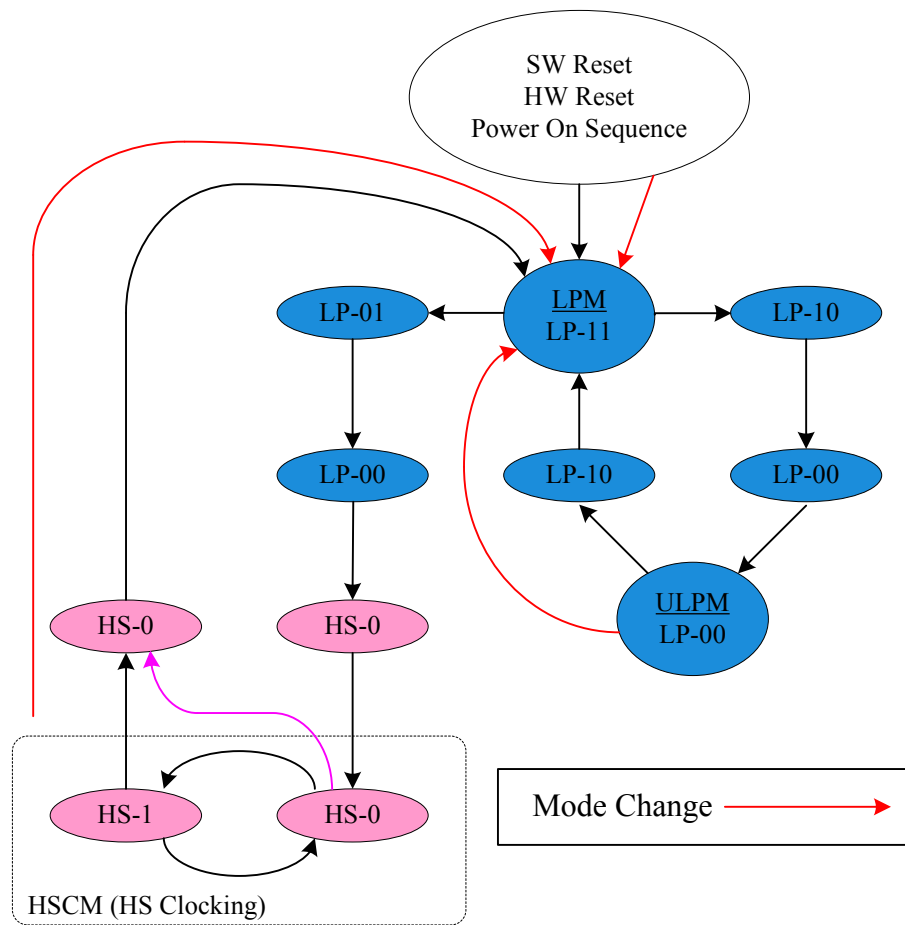 SW Reset
HW Reset
Power On Sequence
LP-01
LPM
LP-11
LP-10
LP-00
LP-10
LP-00
HS-0
HS-0
ULPM
LP-00
HS-1
HS-0
Mode Change
HSCM (HS Clocking)